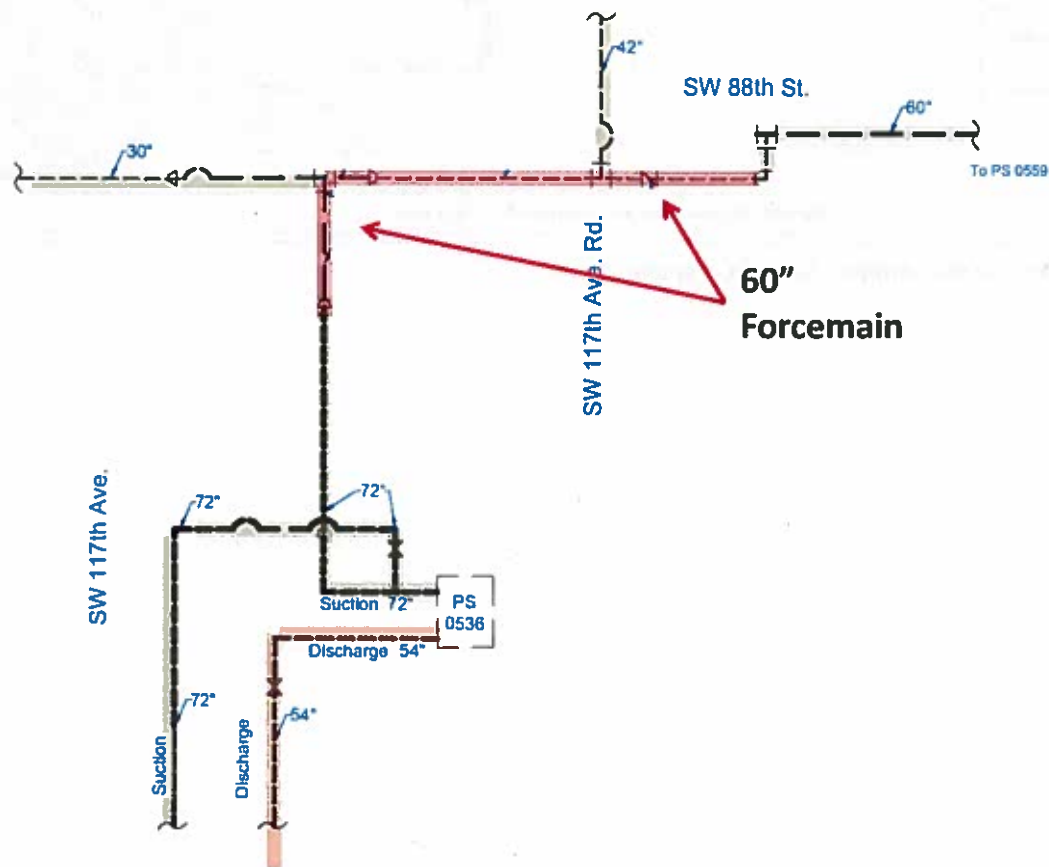 42"
SW 88th St.
60"
30"
To PS 0559
SW 117th Ave. Rd.
60”
Forcemain
SW 117th Ave.
72"
72"
Suction 72"
PS
0536
Discharge 54"
72"
54"
Suction
Discharge